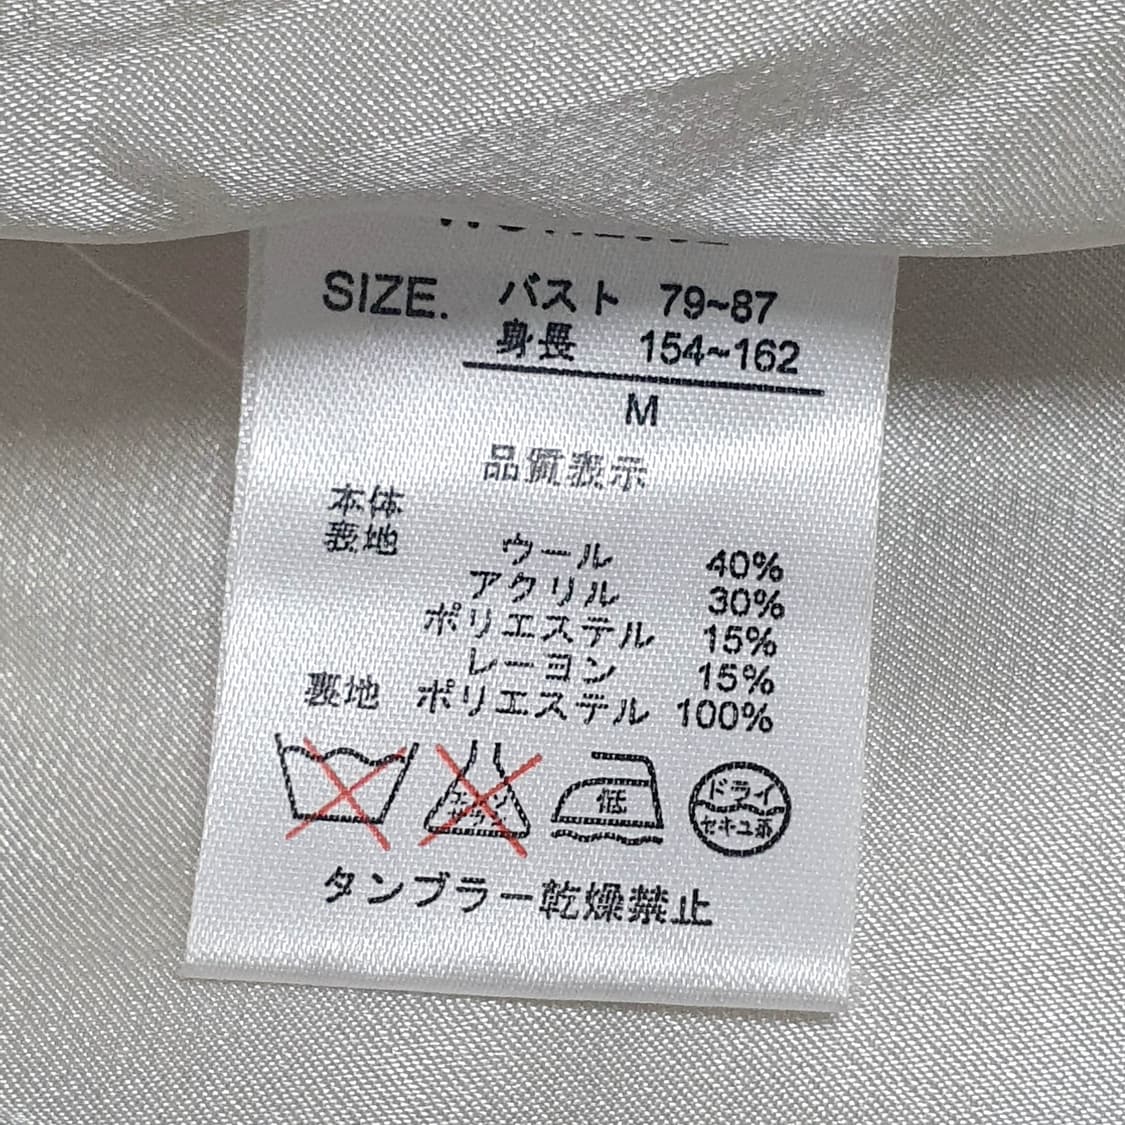 SIZE. バスト 79~87
身長 154~162
M
品質表示
本体
表地
ウール 40%
アクリル 30%
ポリエステル 15%
レーヨン 15%
裏地 ポリエステル 100%
低
ドライ
セキユ系
タンブラー乾燥禁止